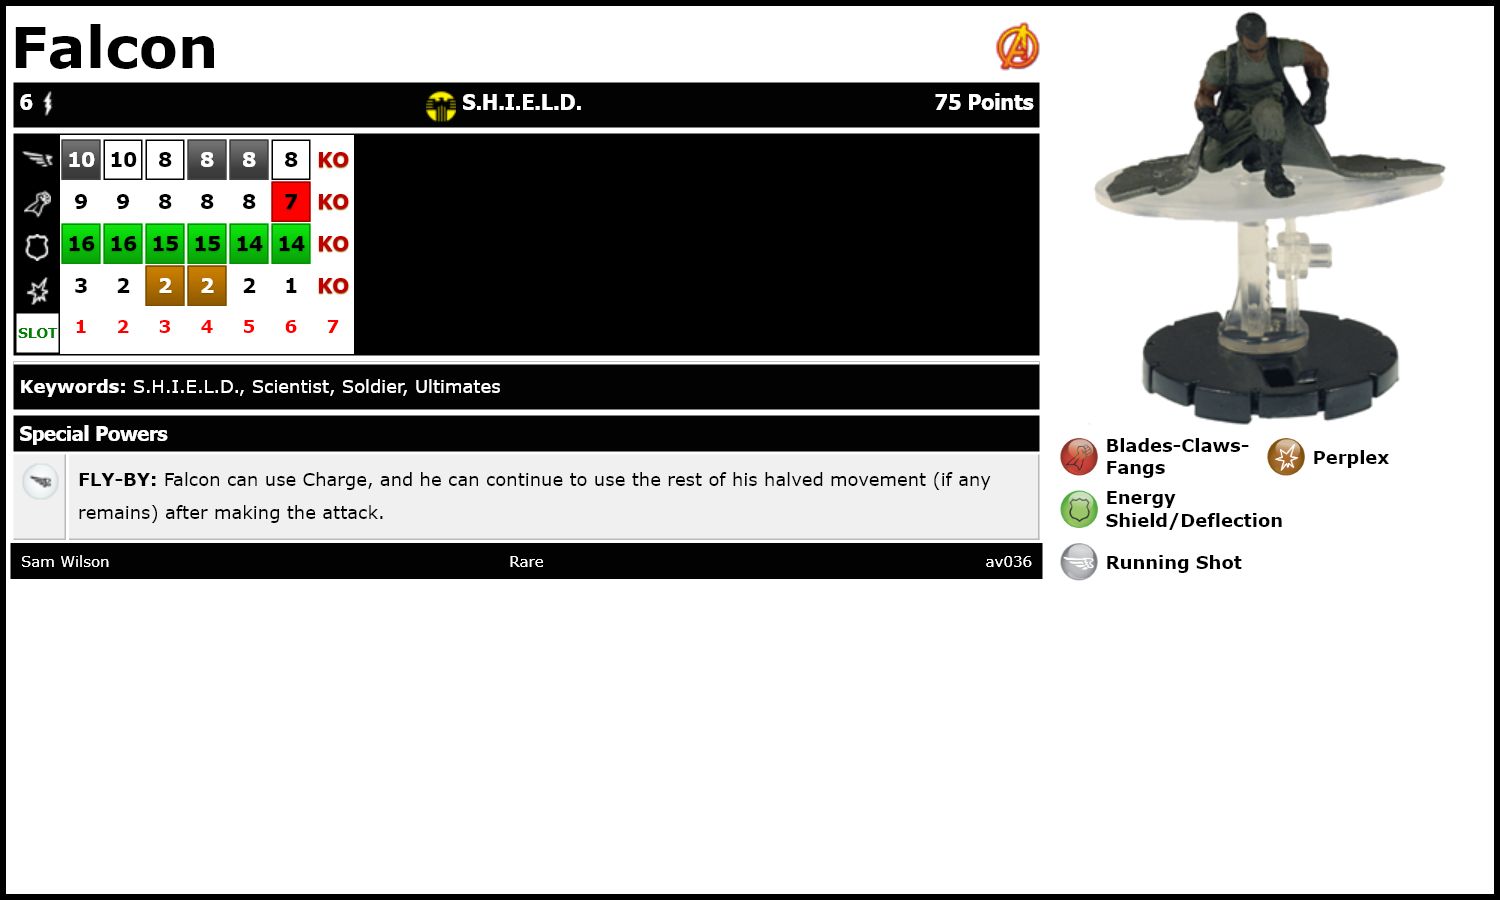 Falcon
6 S.H.I.E.L.D. 75 Points
10 10 8 8 8 8 KO
9 9 8 8 8 7 KO
16 16 15 15 14 14 KO
3 2 2 2 2 1 KO
SLOT 1 2 3 4 5 6 7
Keywords: S.H.I.E.L.D., Scientist, Soldier, Ultimates
Special Powers
FLY-BY: Falcon can use Charge, and he can continue to use the rest of his halved movement (if any
remains) after making the attack.
Sam Wilson Rare av036
Blades-Claws-
Fangs
Perplex
Energy
Shield/Deflection
Running Shot